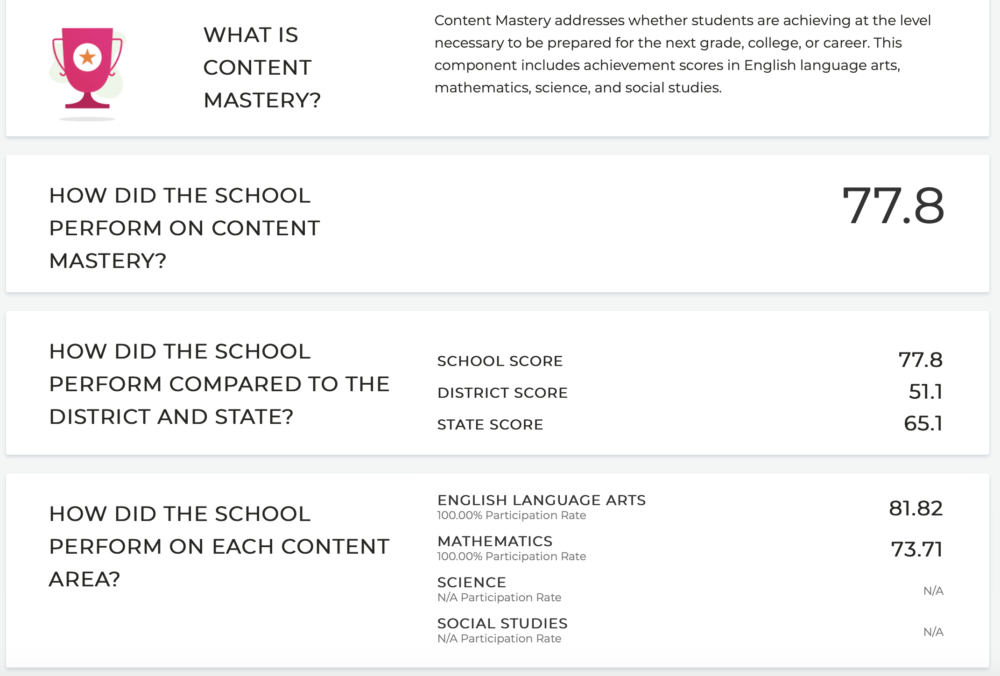 WHAT IS
CONTENT
MASTERY?
Content Mastery addresses whether students are achieving at the level
necessary to be prepared for the next grade, college, or career. This
component includes achievement scores in English language arts,
mathematics, science, and social studies.
HOW DID THE SCHOOL
PERFORM ON CONTENT
MASTERY?
77.8
HOW DID THE SCHOOL
PERFORM COMPARED TO THE
DISTRICT AND STATE?
SCHOOL SCORE 77.8
DISTRICT SCORE 51.1
STATE SCORE 65.1
HOW DID THE SCHOOL
PERFORM ON EACH CONTENT
AREA?
ENGLISH LANGUAGE ARTS
100.00% Participation Rate
81.82
MATHEMATICS
100.00% Participation Rate
73.71
SCIENCE
N/A Participation Rate
N/A
SOCIAL STUDIES
N/A Participation Rate
N/A